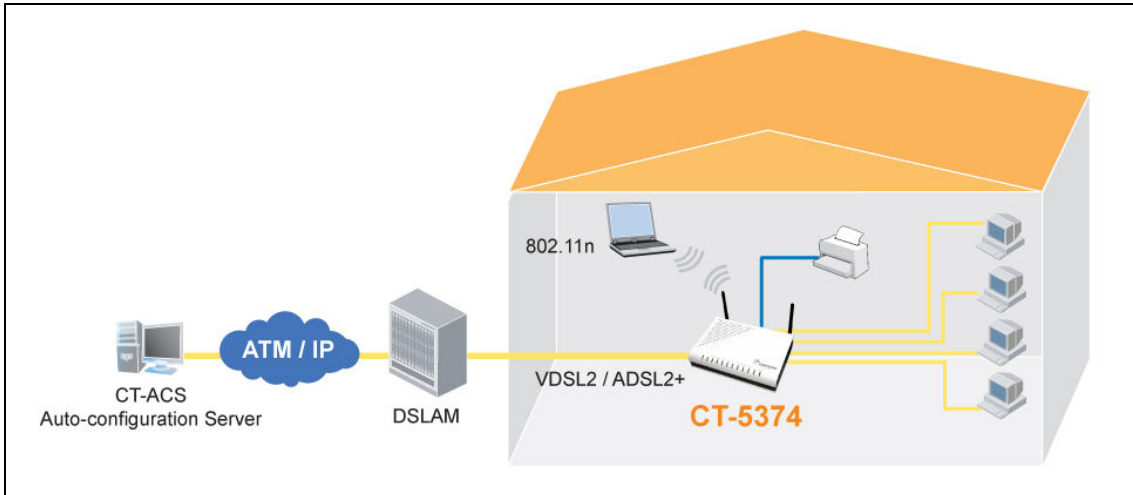 802.11n
ATM / IP
VDSL2 / ADSL2+
CT-ACS
Auto-configuration Server
DSLAM
CT-5374